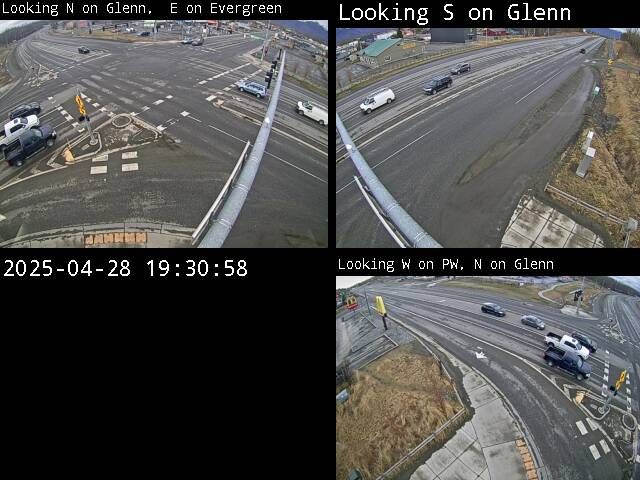 Looking N on Glenn,  E on Evergreen
Looking S on Glenn
2025-04-28 19:30:58
Looking W on PW, N on Glenn